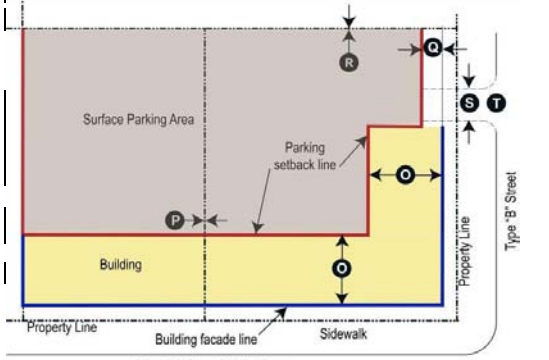 Q
R
S T
Surface Parking Area
Parking
setback line
O
P
Type "B" Street
Property Line
Building
O
Property Line
Sidewalk
Building facade line